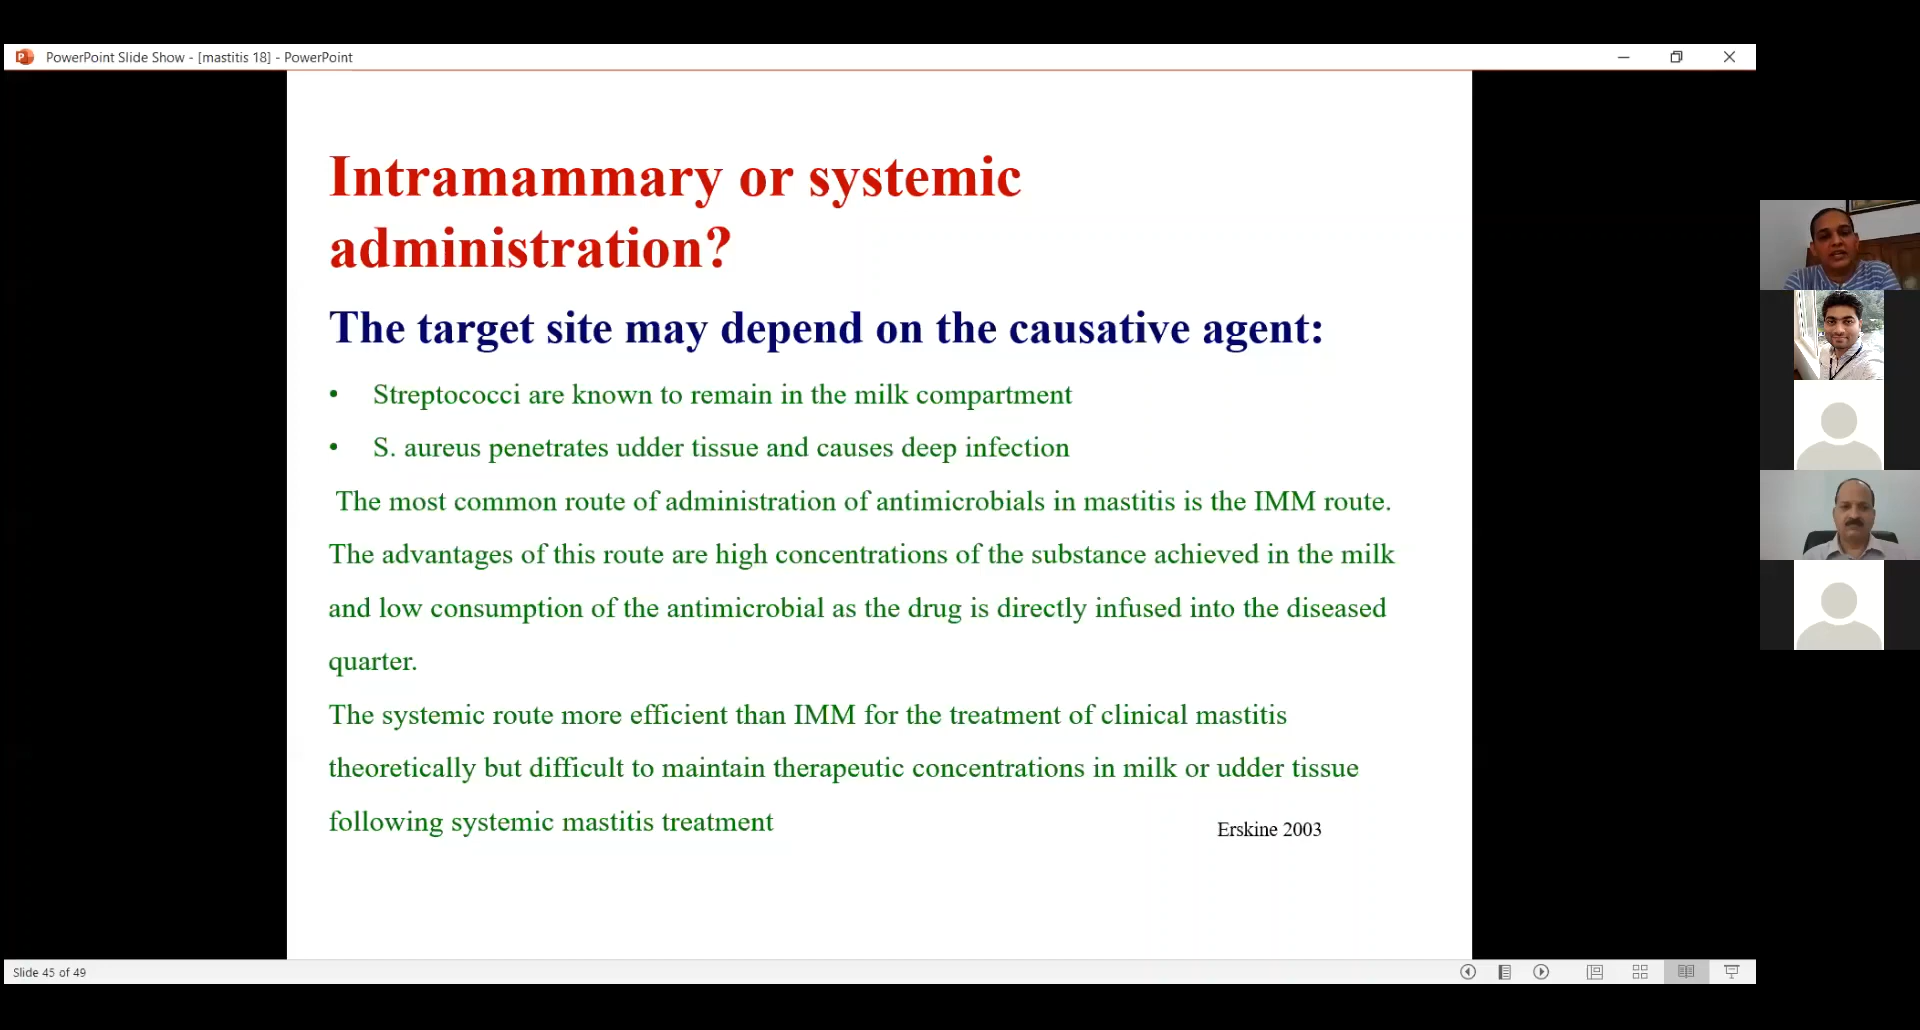 PowerPoint Slide Show - [mastitis 18] - PowerPoint
Intramammary or systemic
administration?
The target site may depend on the causative agent:
• Streptococci are known to remain in the milk compartment
• S. aureus penetrates udder tissue and causes deep infection
The most common route of administration of antimicrobials in mastitis is the IMM route.
The advantages of this route are high concentrations of the substance achieved in the milk
and low consumption of the antimicrobial as the drug is directly infused into the diseased
quarter.
The systemic route more efficient than IMM for the treatment of clinical mastitis
theoretically but difficult to maintain therapeutic concentrations in milk or udder tissue
following systemic mastitis treatment
Erskine 2003
Slide 45 of 49